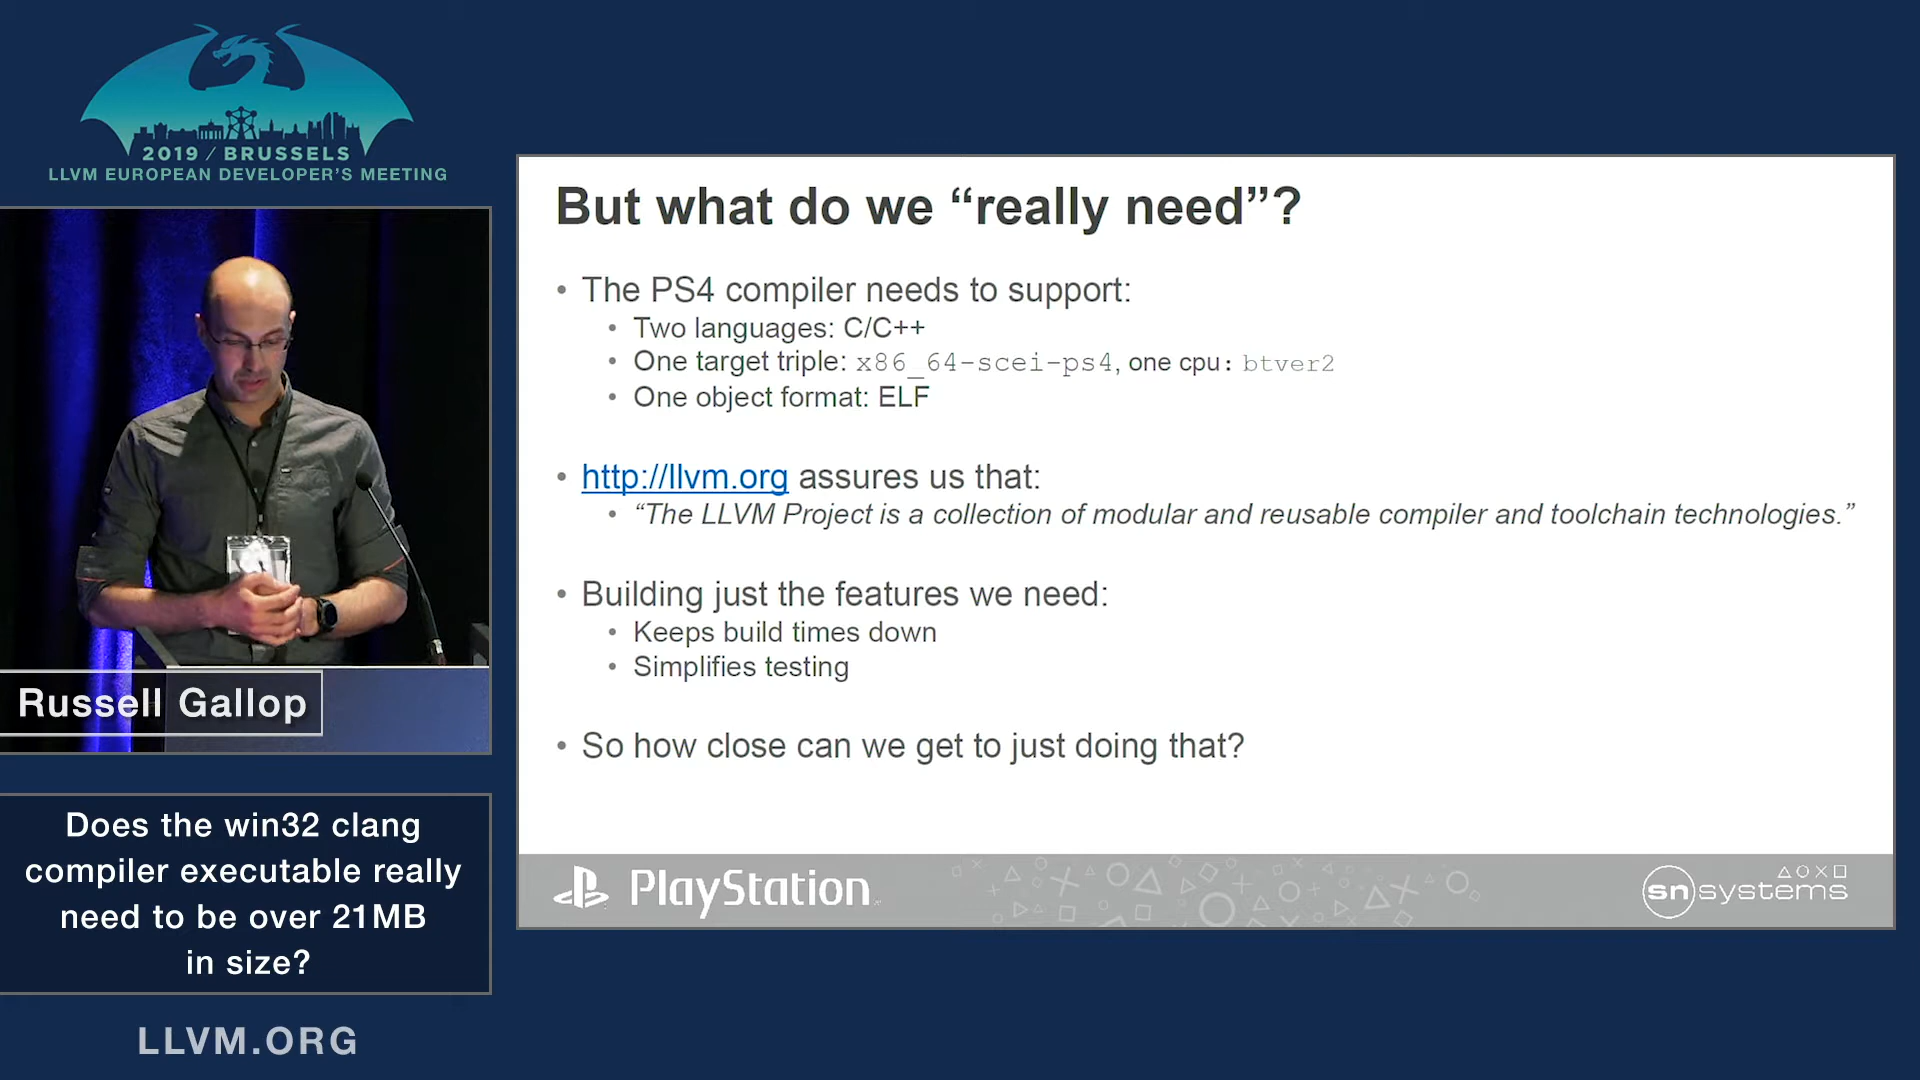 2019 / BRUSSELS
LLVM EUROPEAN DEVELOPER'S MEETING
Russell Gallop
Does the win32 clang
compiler executable really
need to be over 21MB
in size?
LLVM.ORG
But what do we “really need”?
• The PS4 compiler needs to support:
• Two languages: C/C++
• One target triple: x86_64-scei-ps4, one cpu: btver2
• One object format: ELF
• http://llvm.org assures us that:
• “The LLVM Project is a collection of modular and reusable compiler and toolchain technologies.”
• Building just the features we need:
• Keeps build times down
• Simplifies testing
• So how close can we get to just doing that?
PlayStation
sn systems